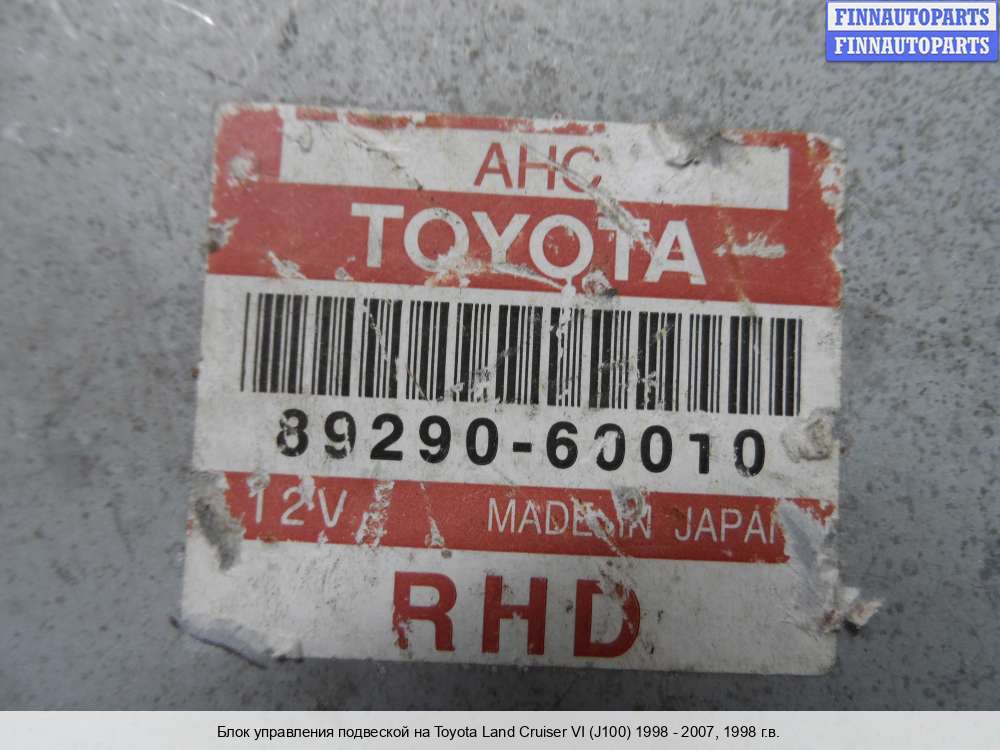 FINNAUTOPARTS
FINNAUTOPARTS
AHC
TOYOTA
89290-60010
12V MADE IN JAPAN
RHD
Блок управления подвеской на Toyota Land Cruiser VI (J100) 1998 - 2007, 1998 г.в.